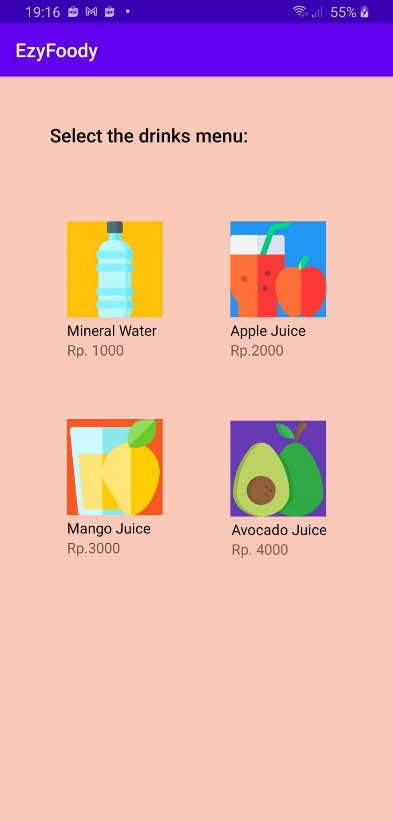 19:16 55%
EzyFoody
Select the drinks menu:
Mineral Water
Rp. 1000
Apple Juice
Rp.2000
Mango Juice
Rp.3000
Avocado Juice
Rp. 4000